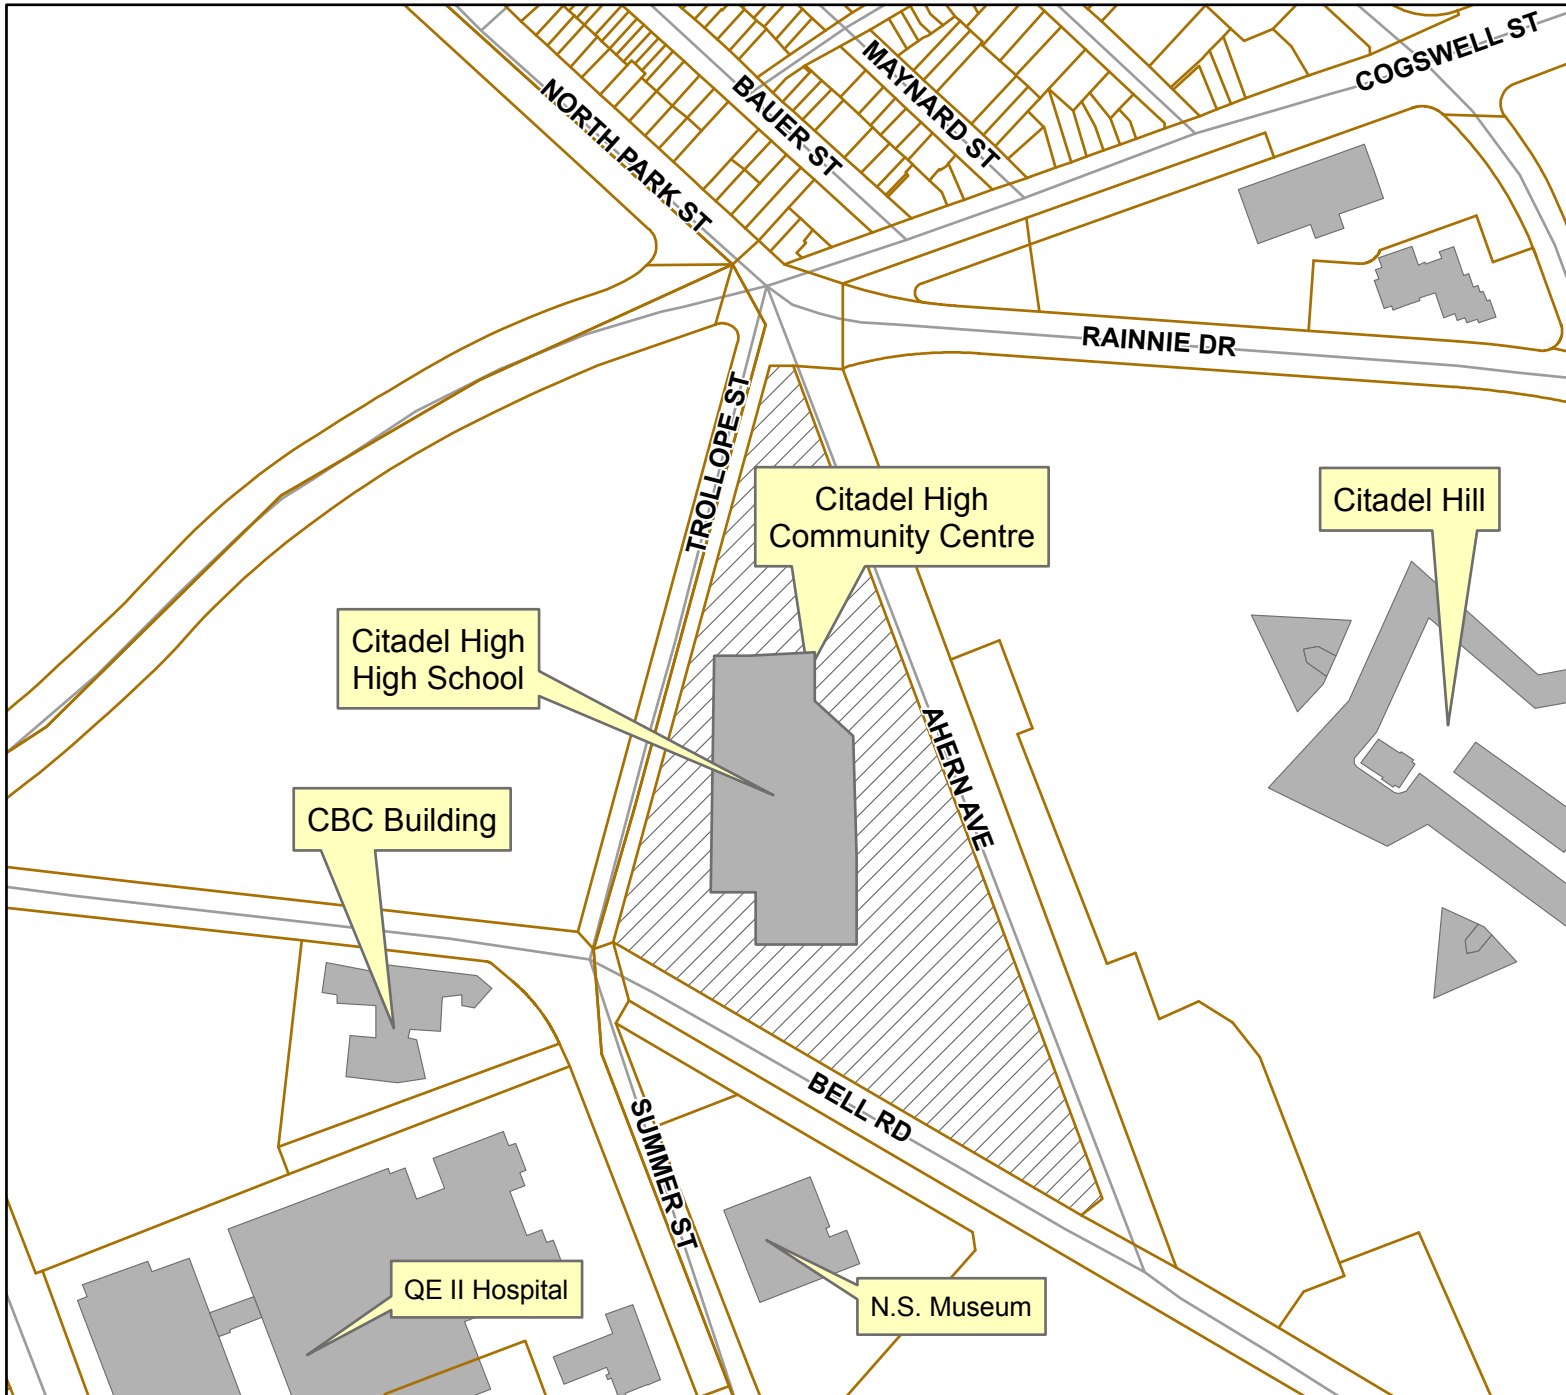 COGSWELL ST
MAYNARD ST
BAUER ST
NORTH PARK ST
RAINNIE DR
TROLLOPE ST
Citadel High
Community Centre
Citadel Hill
Citadel High
High School
AHERN AVE
CBC Building
BELL RD
SUMMER ST
QE II Hospital
N.S. Museum